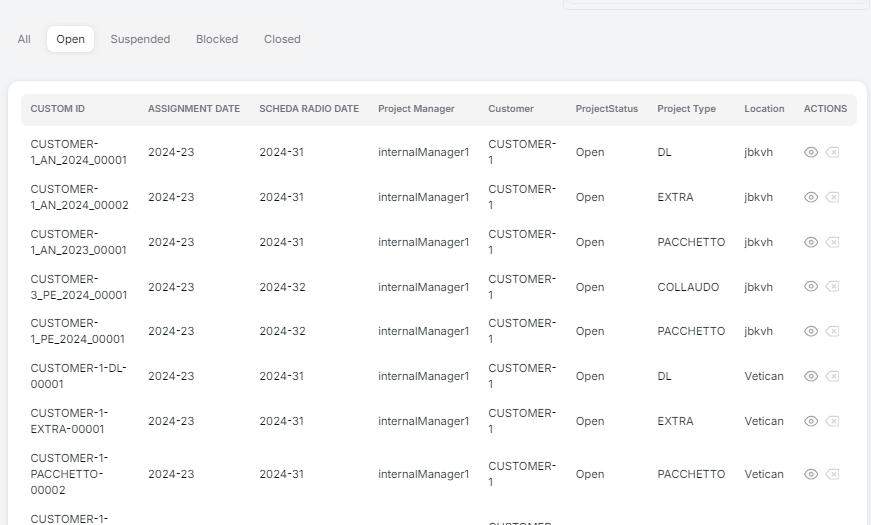 All Open Suspended Blocked Closed
CUSTOM ID ASSIGNMENT DATE SCHEDA RADIO DATE Project Manager Customer ProjectStatus Project Type Location ACTIONS
CUSTOMER-
1_AN_2024_00001 2024-23 2024-31 internalManager1 CUSTOMER-
1 Open DL jbkvh
CUSTOMER-
1_AN_2024_00002 2024-23 2024-31 internalManager1 CUSTOMER-
1 Open EXTRA jbkvh
CUSTOMER-
1_AN_2023_00001 2024-23 2024-31 internalManager1 CUSTOMER-
1 Open PACCHETTO jbkvh
CUSTOMER-
3_PE_2024_00001 2024-23 2024-32 internalManager1 CUSTOMER-
1 Open COLLAUDO jbkvh
CUSTOMER-
1_PE_2024_00001 2024-23 2024-32 internalManager1 CUSTOMER-
1 Open PACCHETTO jbkvh
CUSTOMER-1-DL-
00001 2024-23 2024-31 internalManager1 CUSTOMER-
1 Open DL Vetican
CUSTOMER-1-
EXTRA-00001 2024-23 2024-31 internalManager1 CUSTOMER-
1 Open EXTRA Vetican
CUSTOMER-1-
PACCHETTO-
00002 2024-23 2024-31 internalManager1 CUSTOMER-
1 Open PACCHETTO Vetican
CUSTOMER-1-